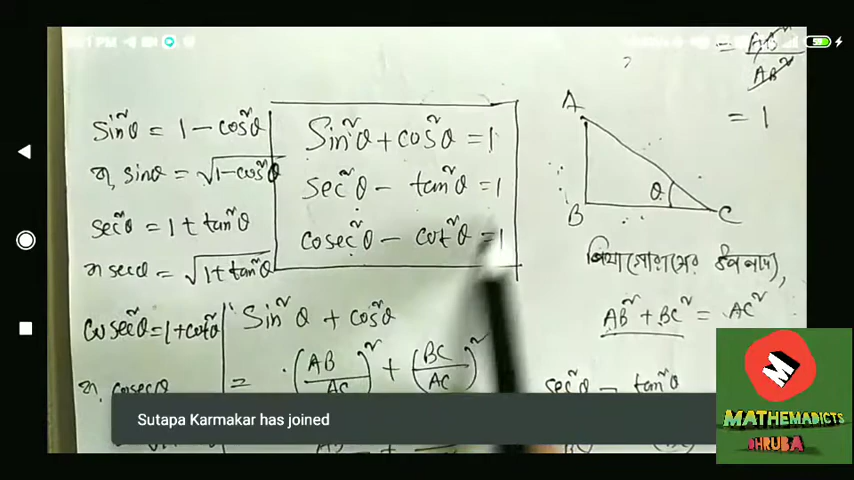 Sin²θ = 1 - cos²θ
বা, sinθ = √1-cos²θ
sec²θ = 1 + tan²θ
বা secθ = √1+tan²θ
cosec²θ = 1+cot²θ
বা, cosecθ
Sin²θ + cos²θ = 1
sec²θ - tan²θ = 1
cosec²θ - cot²θ = 1
Sin²θ + cos²θ
= (AB/AC)² + (BC/AC)²
= AB²/AB²
= 1
A
B
θ
C
AB² + BC² = AC²
sec²θ - tan²θ
Sutapa Karmakar has joined
M
MATHEMADICTS
DHRUBA